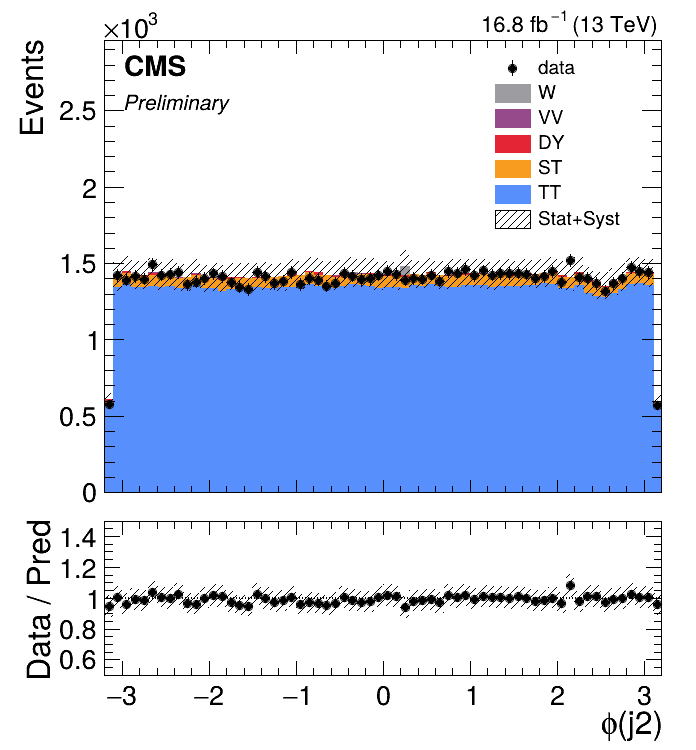 ×10³
16.8 fb⁻¹ (13 TeV)
Events
CMS
Preliminary
data
W
VV
DY
ST
TT
Stat+Syst
2.5
2
1.5
1
0.5
0
Data / Pred
1.4
1.2
1
0.8
0.6
−3 −2 −1 0 1 2 3
ϕ(j2)